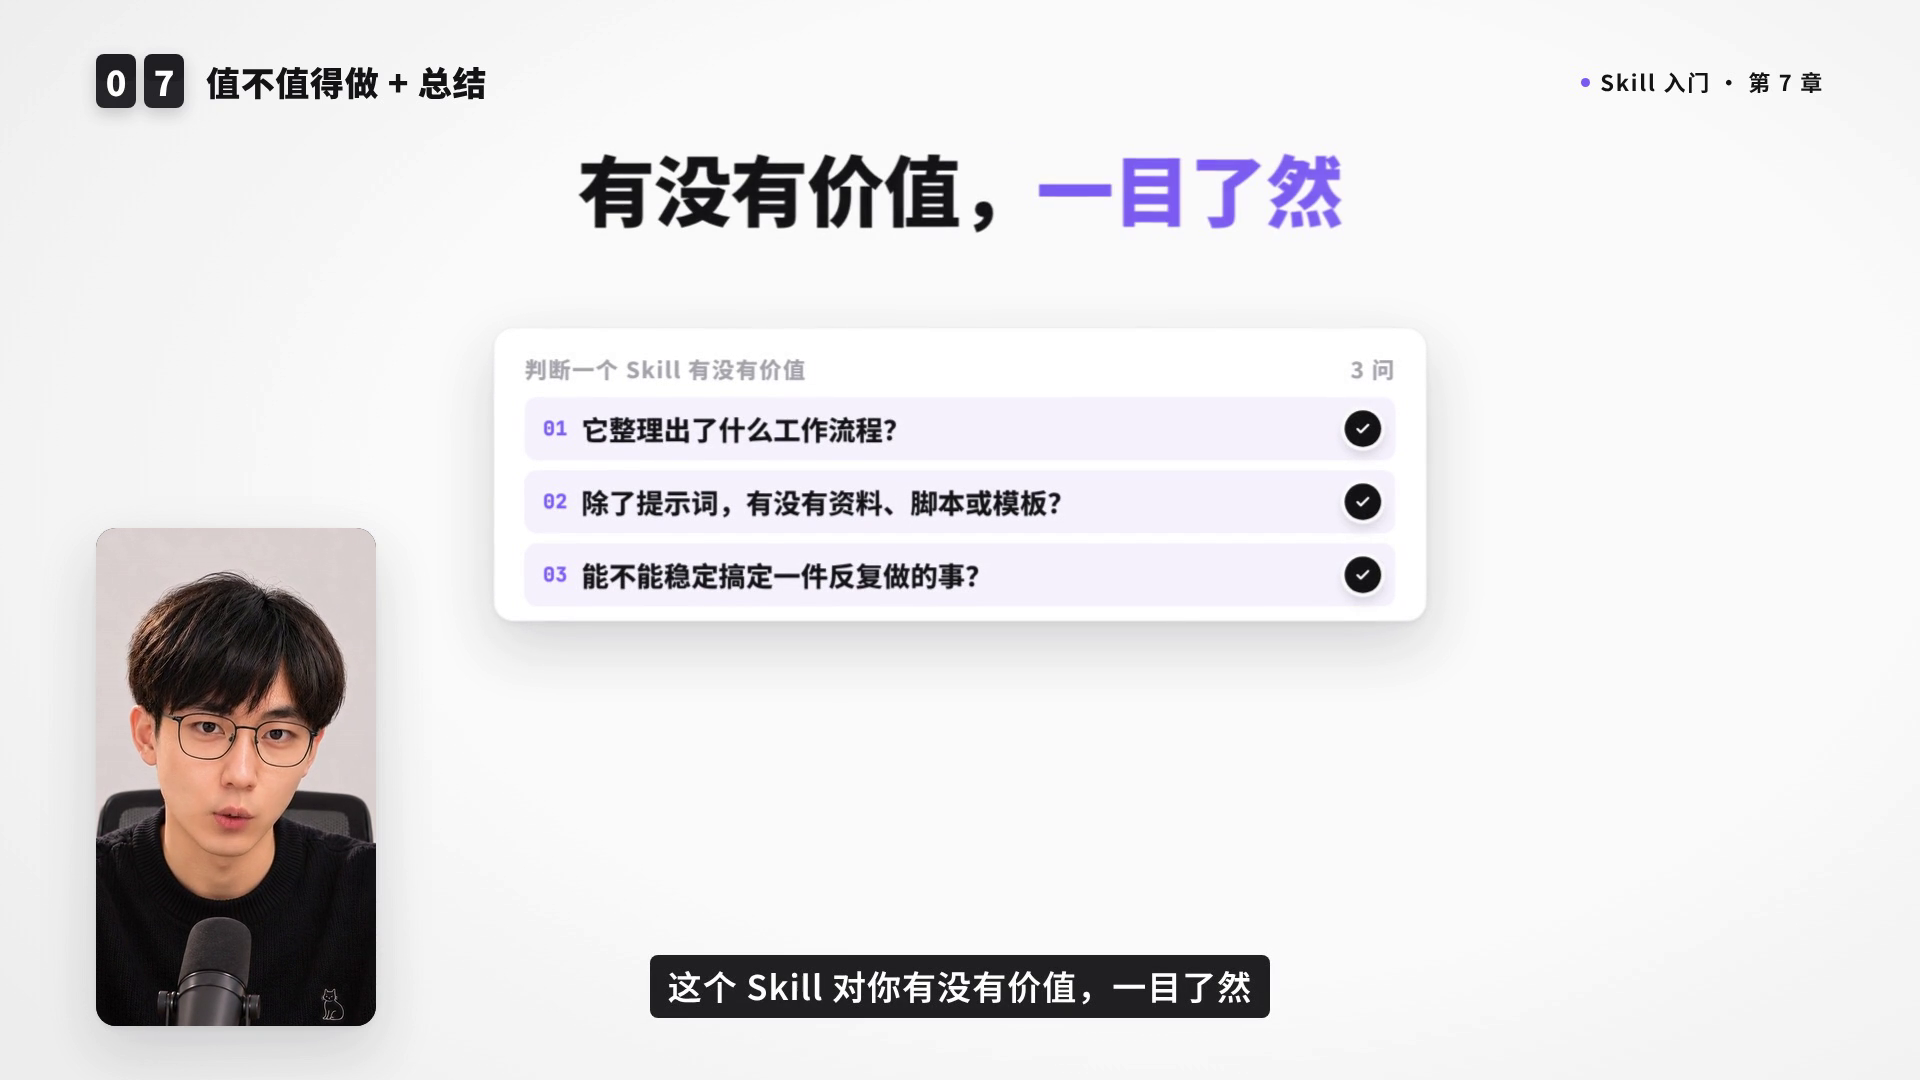 07 值不值得做 + 总结
Skill 入门 · 第 7 章
有没有价值，一目了然
判断一个 Skill 有没有价值
3 问
01 它整理出了什么工作流程？
02 除了提示词，有没有资料、脚本或模板？
03 能不能稳定搞定一件反复做的事？
这个 Skill 对你有没有价值，一目了然